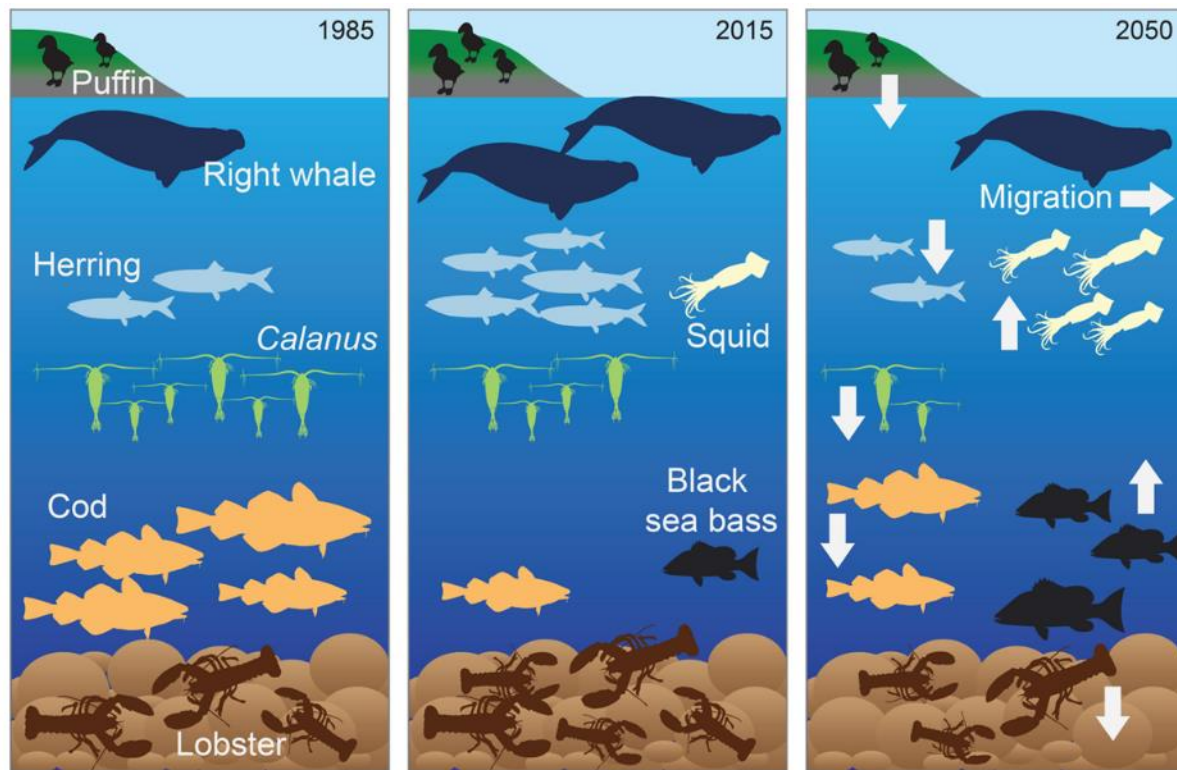 1985
Puffin
Right whale
Herring
Calanus
Cod
Lobster
2015
Squid
Black
sea bass
2050
Migration